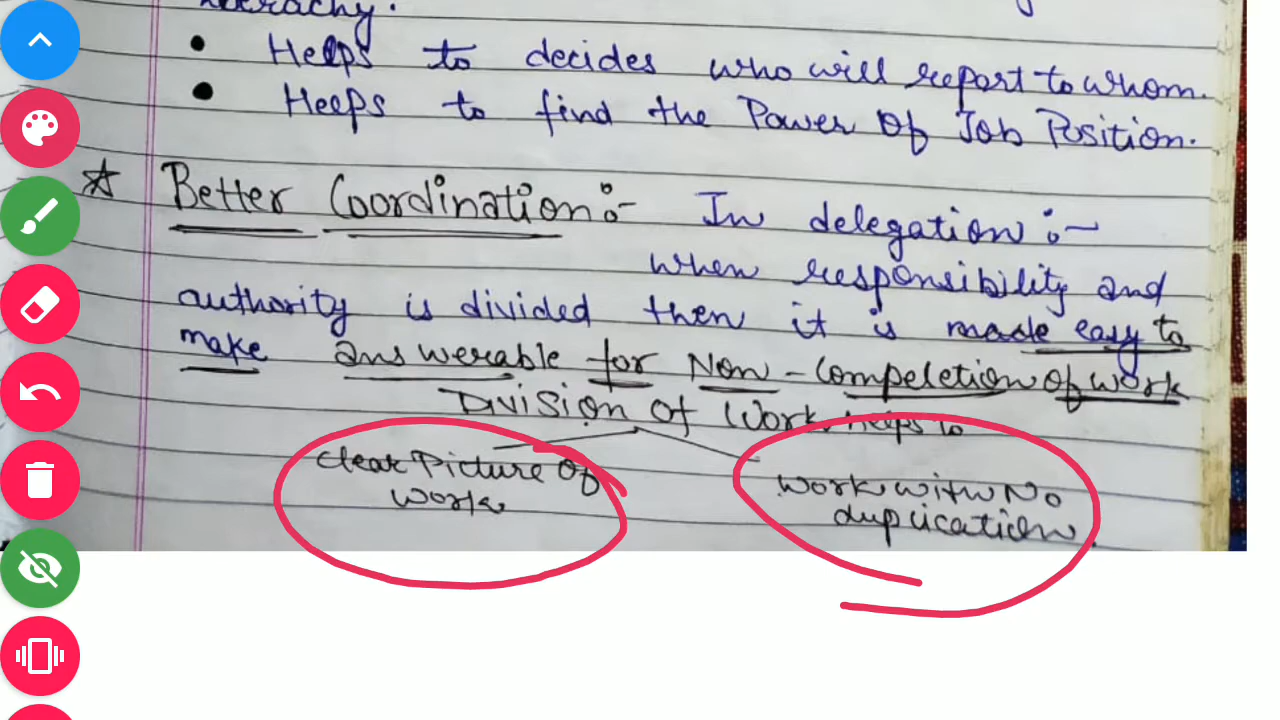 hierarchy.
• Helps to decides who will report to whom.
• Helps to find the Power Of Job Position.
☆ Better Coordination :- In delegation :-
when responsibility and
authority is divided then it is made easy to
make answerable for Non-Compeletion Of work
Division Of Work helps to
clear Picture Of
work
Work with No
duplication.